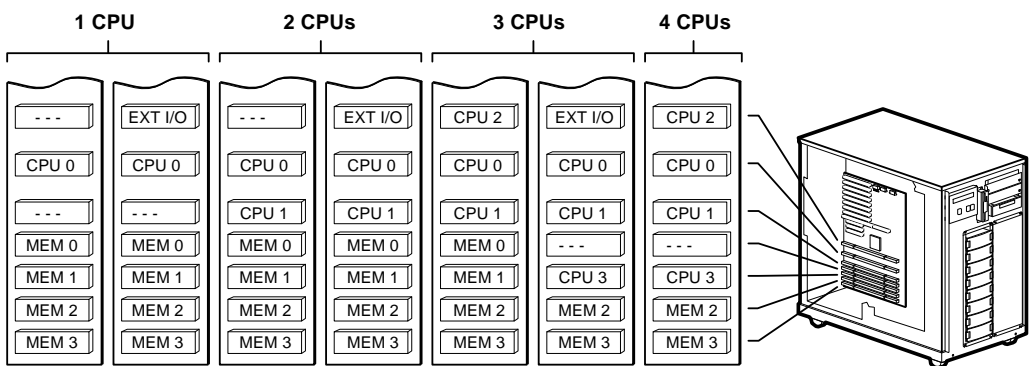 1 CPU 2 CPUs 3 CPUs 4 CPUs
- - - EXT I/O - - - EXT I/O CPU 2 EXT I/O CPU 2
CPU 0 CPU 0 CPU 0 CPU 0 CPU 0 CPU 0 CPU 0
- - - - - - CPU 1 CPU 1 CPU 1 CPU 1 CPU 1
MEM 0 MEM 0 MEM 0 MEM 0 MEM 0 - - - - - -
MEM 1 MEM 1 MEM 1 MEM 1 MEM 1 CPU 3 CPU 3
MEM 2 MEM 2 MEM 2 MEM 2 MEM 2 MEM 2 MEM 2
MEM 3 MEM 3 MEM 3 MEM 3 MEM 3 MEM 3 MEM 3